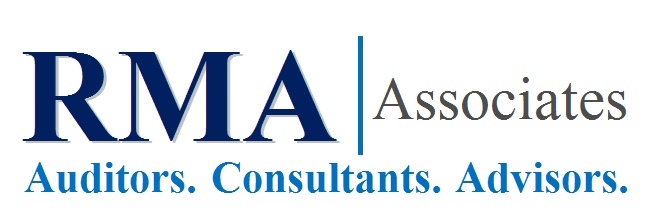 RMA | Associates
Auditors. Consultants. Advisors.